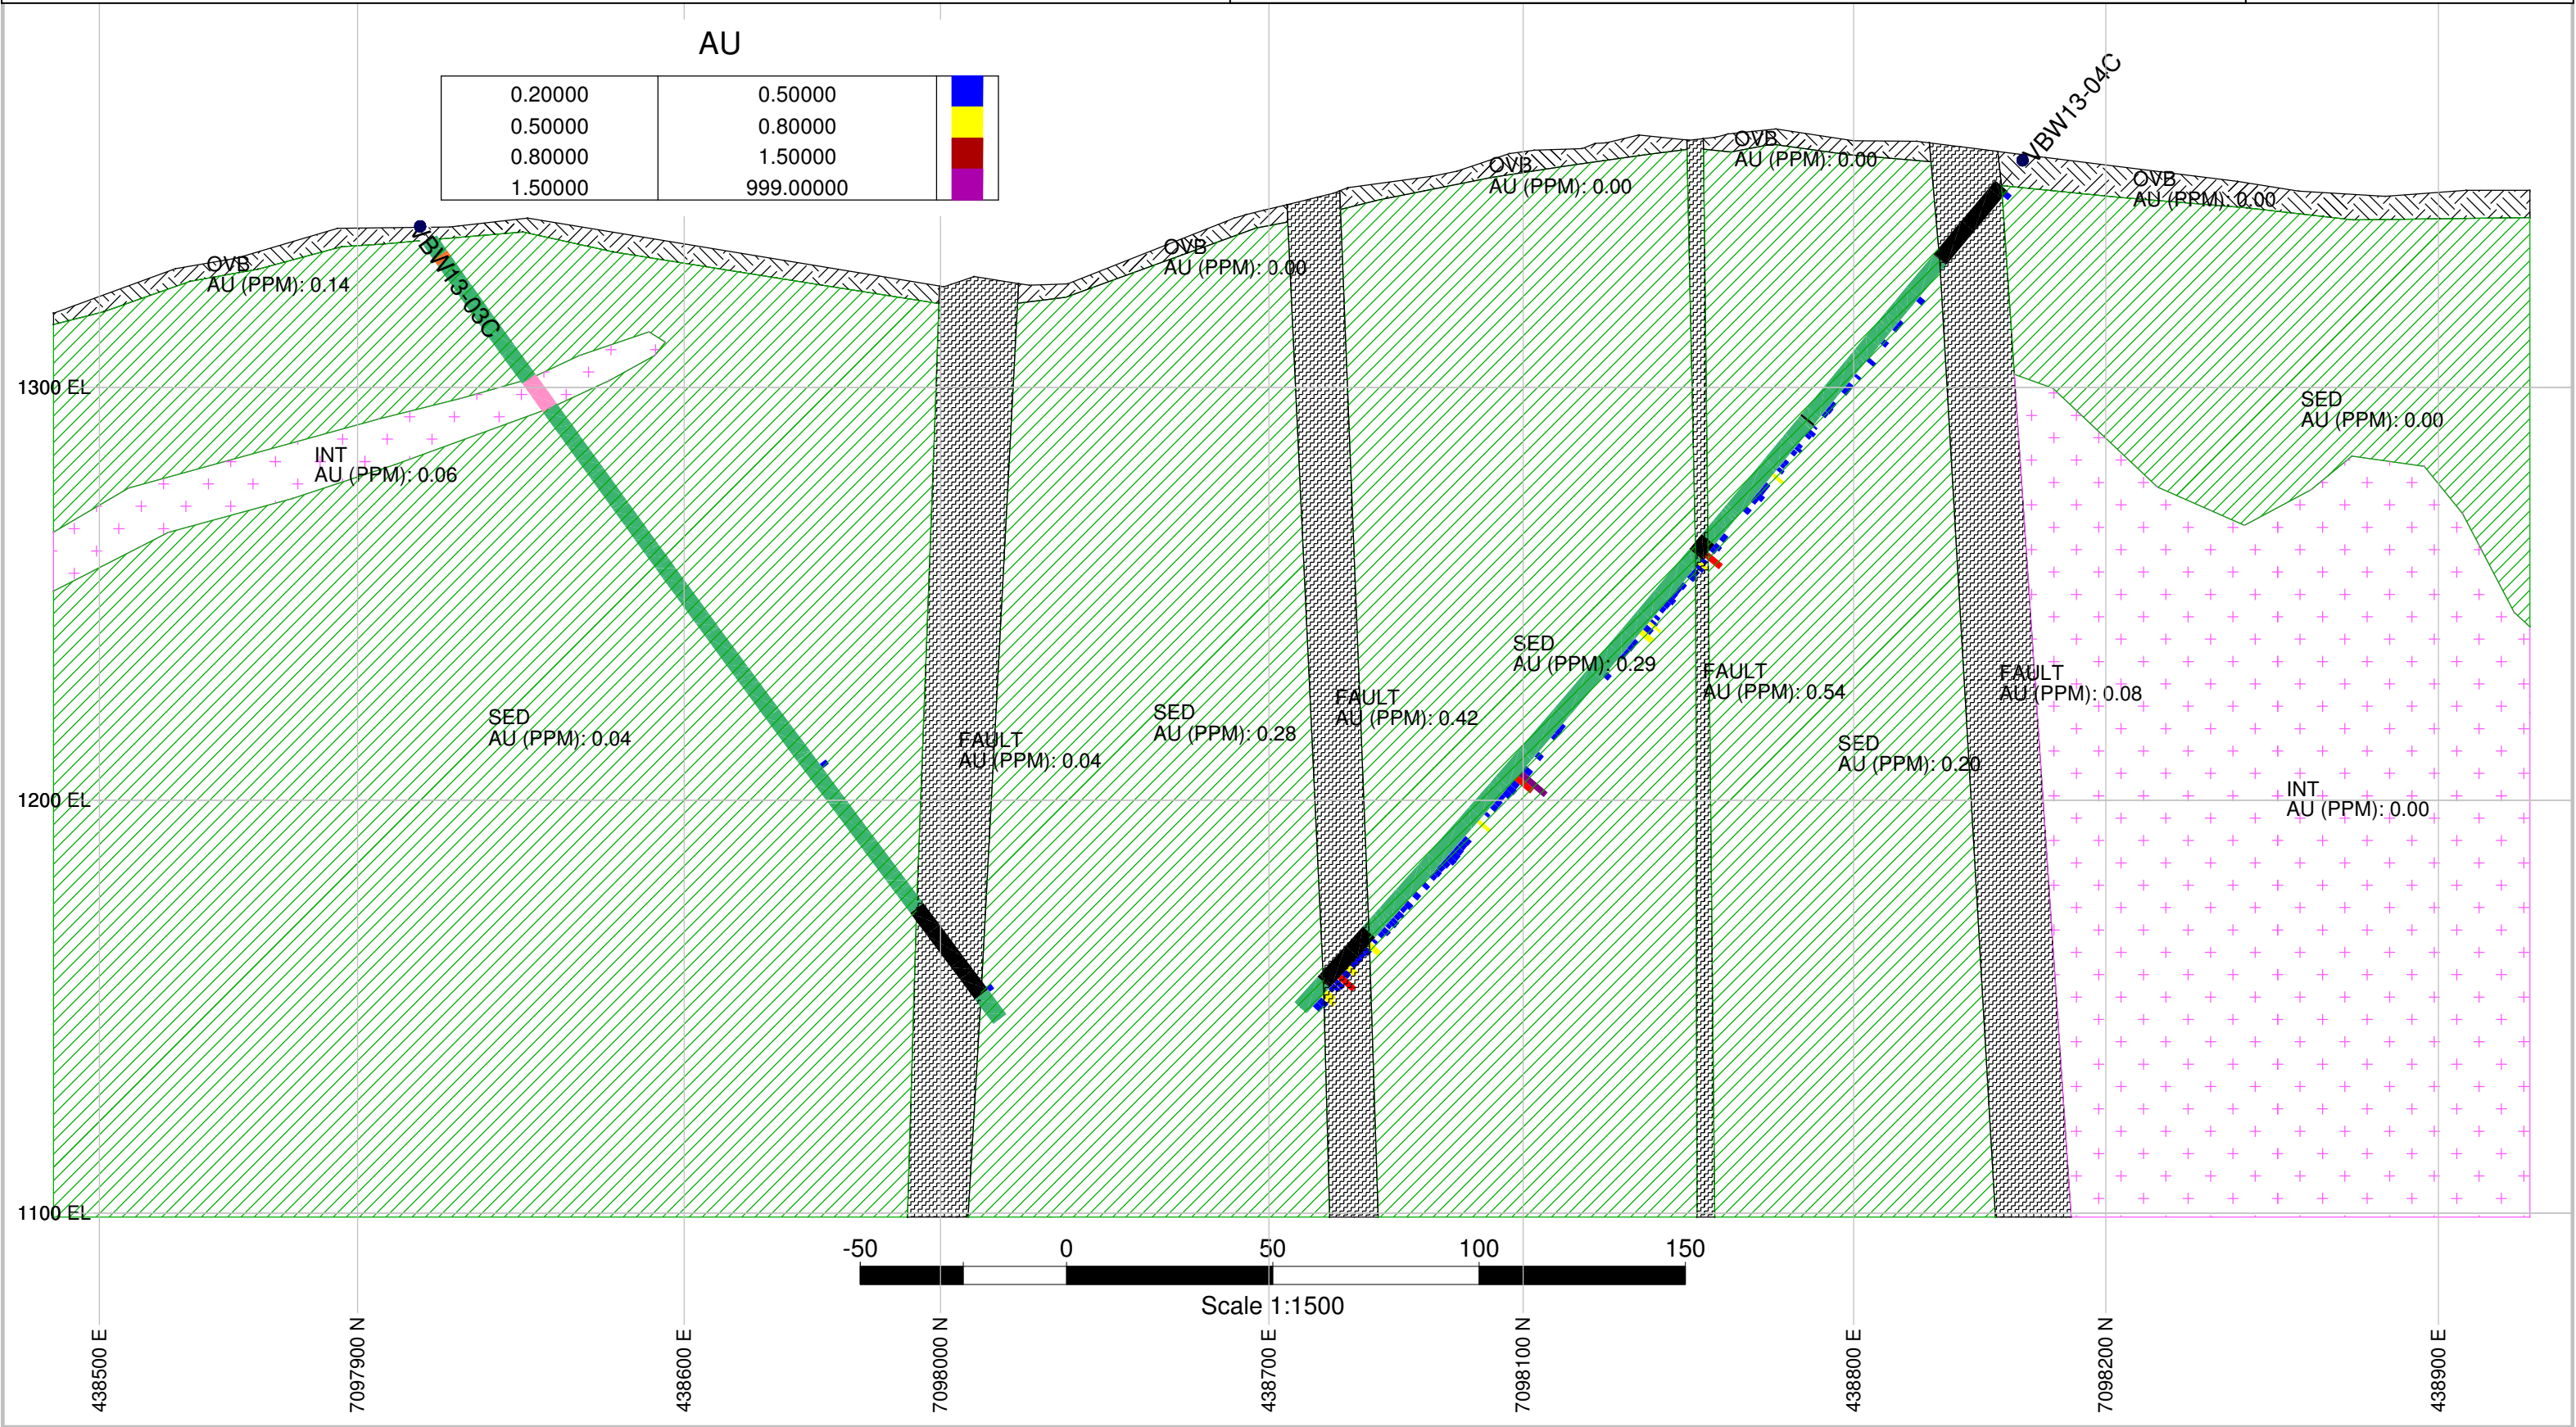 AU
0.20000 0.50000
0.50000 0.80000
0.80000 1.50000
1.50000 999.00000
VBW13-04C
OVB
AU (PPM): 0.00
OVB
AU (PPM): 0.00
OVB
AU (PPM): 0.00
OVB
AU (PPM): 0.00
OVB
AU (PPM): 0.14
VBW13-03C
1300 EL
SED
AU (PPM): 0.00
INT
AU (PPM): 0.06
SED
AU (PPM): 0.29
FAULT
AU (PPM): 0.54
FAULT
AU (PPM): 0.08
FAULT
AU (PPM): 0.42
SED
AU (PPM): 0.28
SED
AU (PPM): 0.04
FAULT
AU (PPM): 0.04
SED
AU (PPM): 0.20
INT
AU (PPM): 0.00
1200 EL
1100 EL
-50 0 50 100 150
Scale 1:1500
438500 E
7097900 N
438600 E
7098000 N
438700 E
7098100 N
438800 E
7098200 N
438900 E